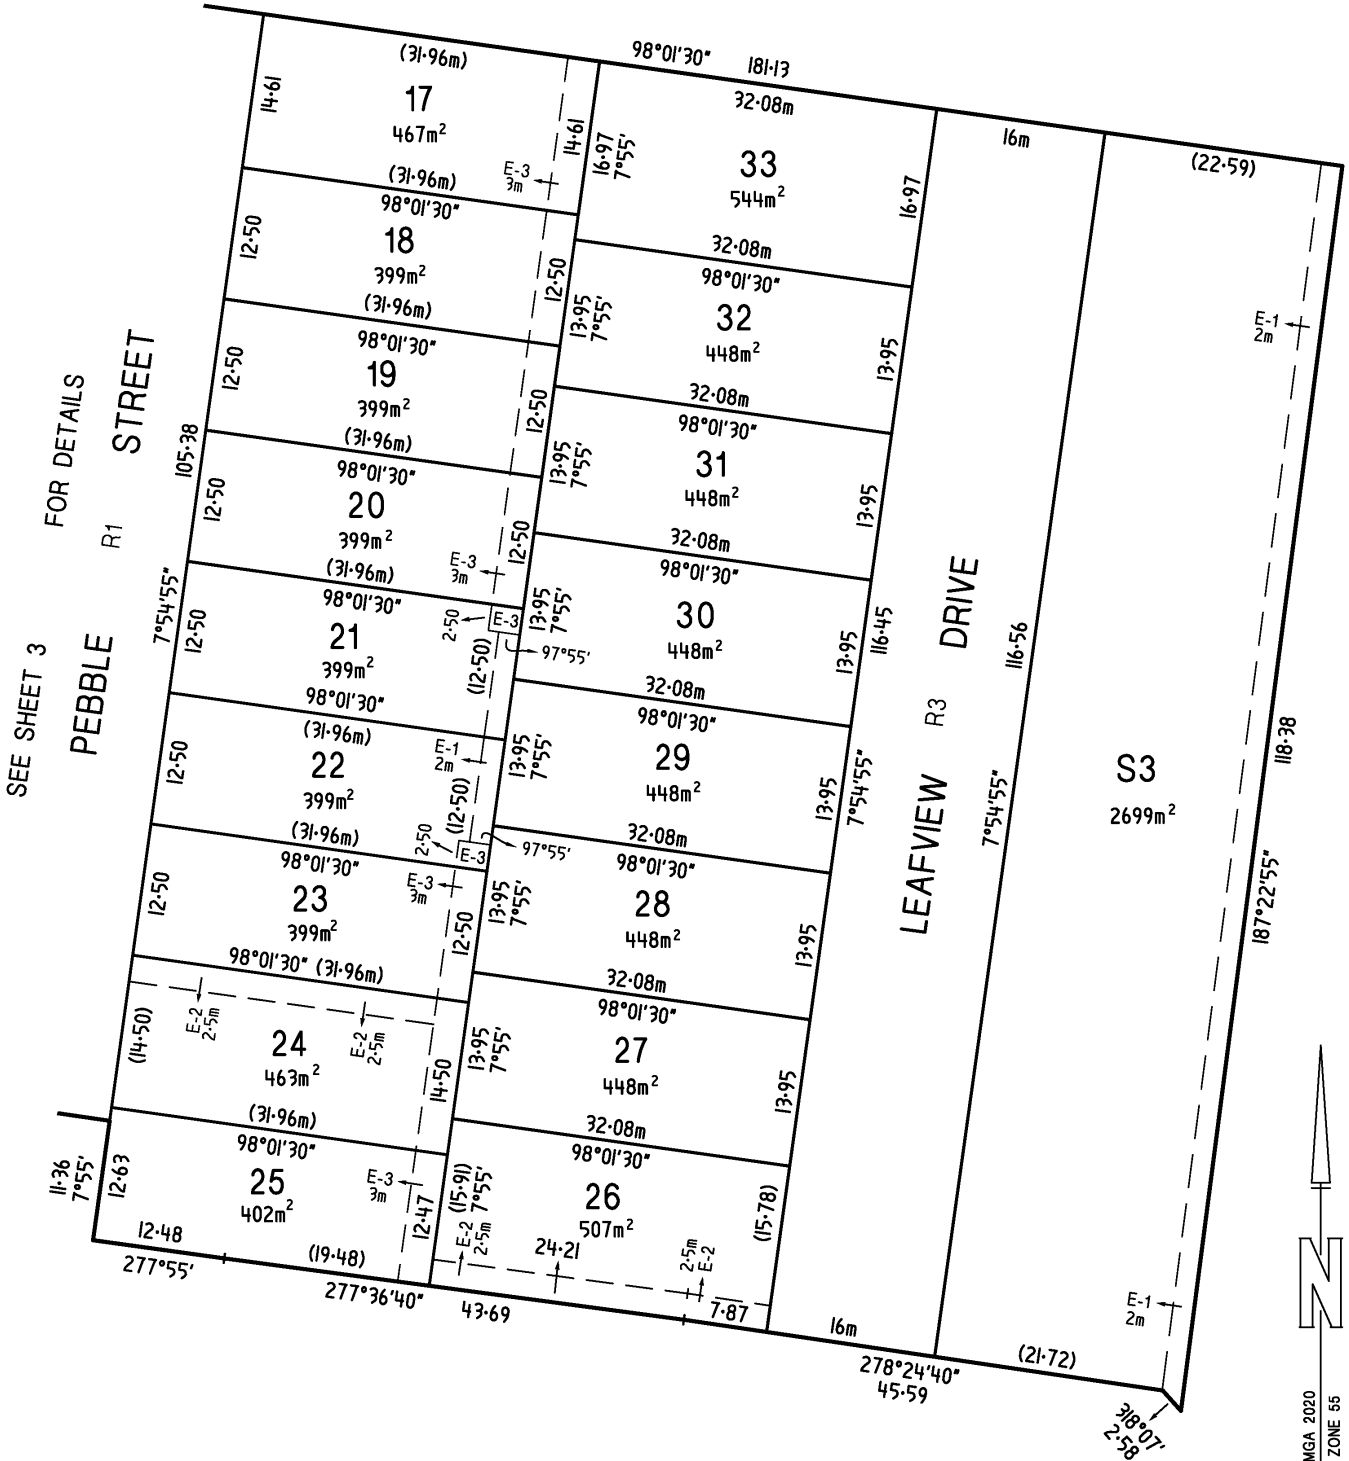 98°01'30" 181·13
(31·96m)
14·61
17
467m²
14·61
(31·96m)
E-3
3m
98°01'30"
18
399m²
12·50
12·50
(31·96m)
98°01'30"
19
399m²
12·50
12·50
(31·96m)
98°01'30"
20
399m²
12·50
12·50
(31·96m)
E-3
3m
98°01'30"
21
399m²
12·50
(12·50)
2·50
E-3
97°55'
98°01'30"
(31·96m)
22
399m²
12·50
(12·50)
E-1
2m
(31·96m)
2·50
E-3
97°55'
98°01'30"
23
399m²
12·50
12·50
E-3
3m
98°01'30" (31·96m)
E-2
2·5m
E-2
2·5m
(14·50)
24
463m²
14·50
(31·96m)
98°01'30"
25
402m²
12·63
12·47
E-3
3m
12·48
(19·48)
11·36
7°55'
277°55'
277°36'40"
43·69
32·08m
16·97
7°55'
33
544m²
16·97
32·08m
98°01'30"
32
448m²
13·95
7°55'
13·95
32·08m
98°01'30"
31
448m²
13·95
7°55'
13·95
32·08m
98°01'30"
30
448m²
13·95
7°55'
13·95
32·08m
98°01'30"
29
448m²
13·95
7°55'
13·95
32·08m
98°01'30"
28
448m²
13·95
7°55'
13·95
32·08m
98°01'30"
27
448m²
13·95
7°55'
13·95
32·08m
98°01'30"
26
507m²
(15·91)
7°55'
(15·78)
E-2
2·5m
24·21
2·5m
E-2
7·87
16m
116·45
7°54'55"
LEAFVIEW R3 DRIVE
116·56
7°54'55"
16m
(22·59)
E-1
2m
S3
2699m²
118·38
187°22'55"
E-1
2m
(21·72)
278°24'40"
45·59
318°07'
2·58
SEE SHEET 3 FOR DETAILS
PEBBLE R1 STREET
105·38
7°54'55"
N
MGA 2020
ZONE 55